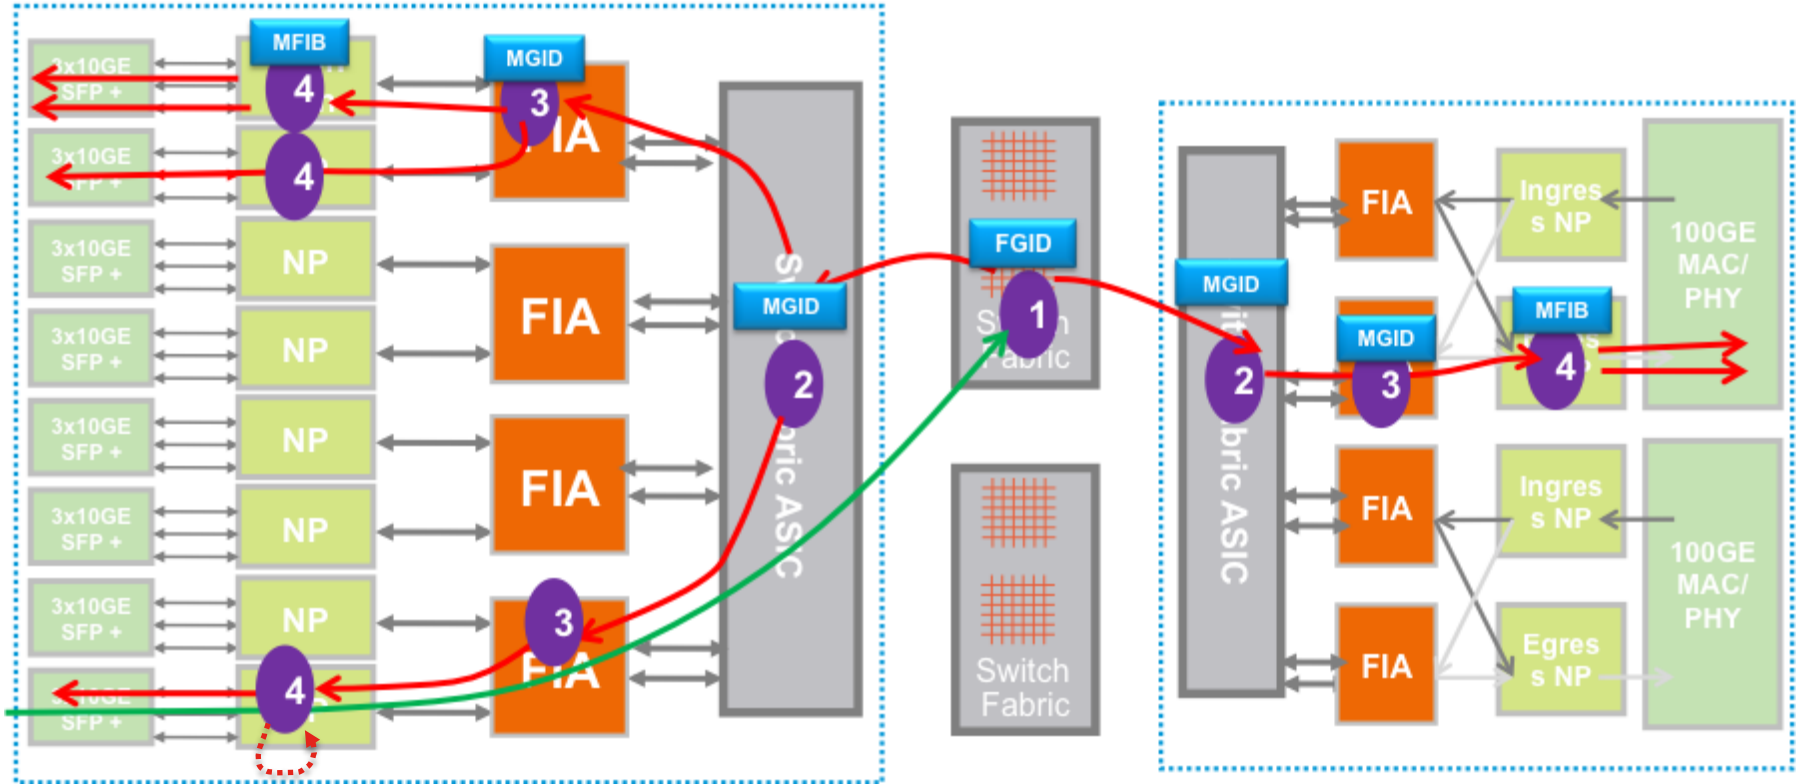 MFIB
MGID
3x10GE
SFP +
4
3
FIA
3x10GE
4
3x10GE
SFP +
NP
FIA
MGID
2
bric ASIC
3x10GE
SFP +
NP
3x10GE
SFP +
NP
FIA
3x10GE
SFP +
NP
3x10GE
SFP +
NP
3
FIA
4
SFP +
FGID
1
Switch
Fabric
Switch
Fabric
MGID
2
bric ASIC
FIA
Ingres
s NP
100GE
MAC/
PHY
MGID
3
MFIB
4
FIA
Ingres
s NP
100GE
MAC/
PHY
FIA
Egres
s NP